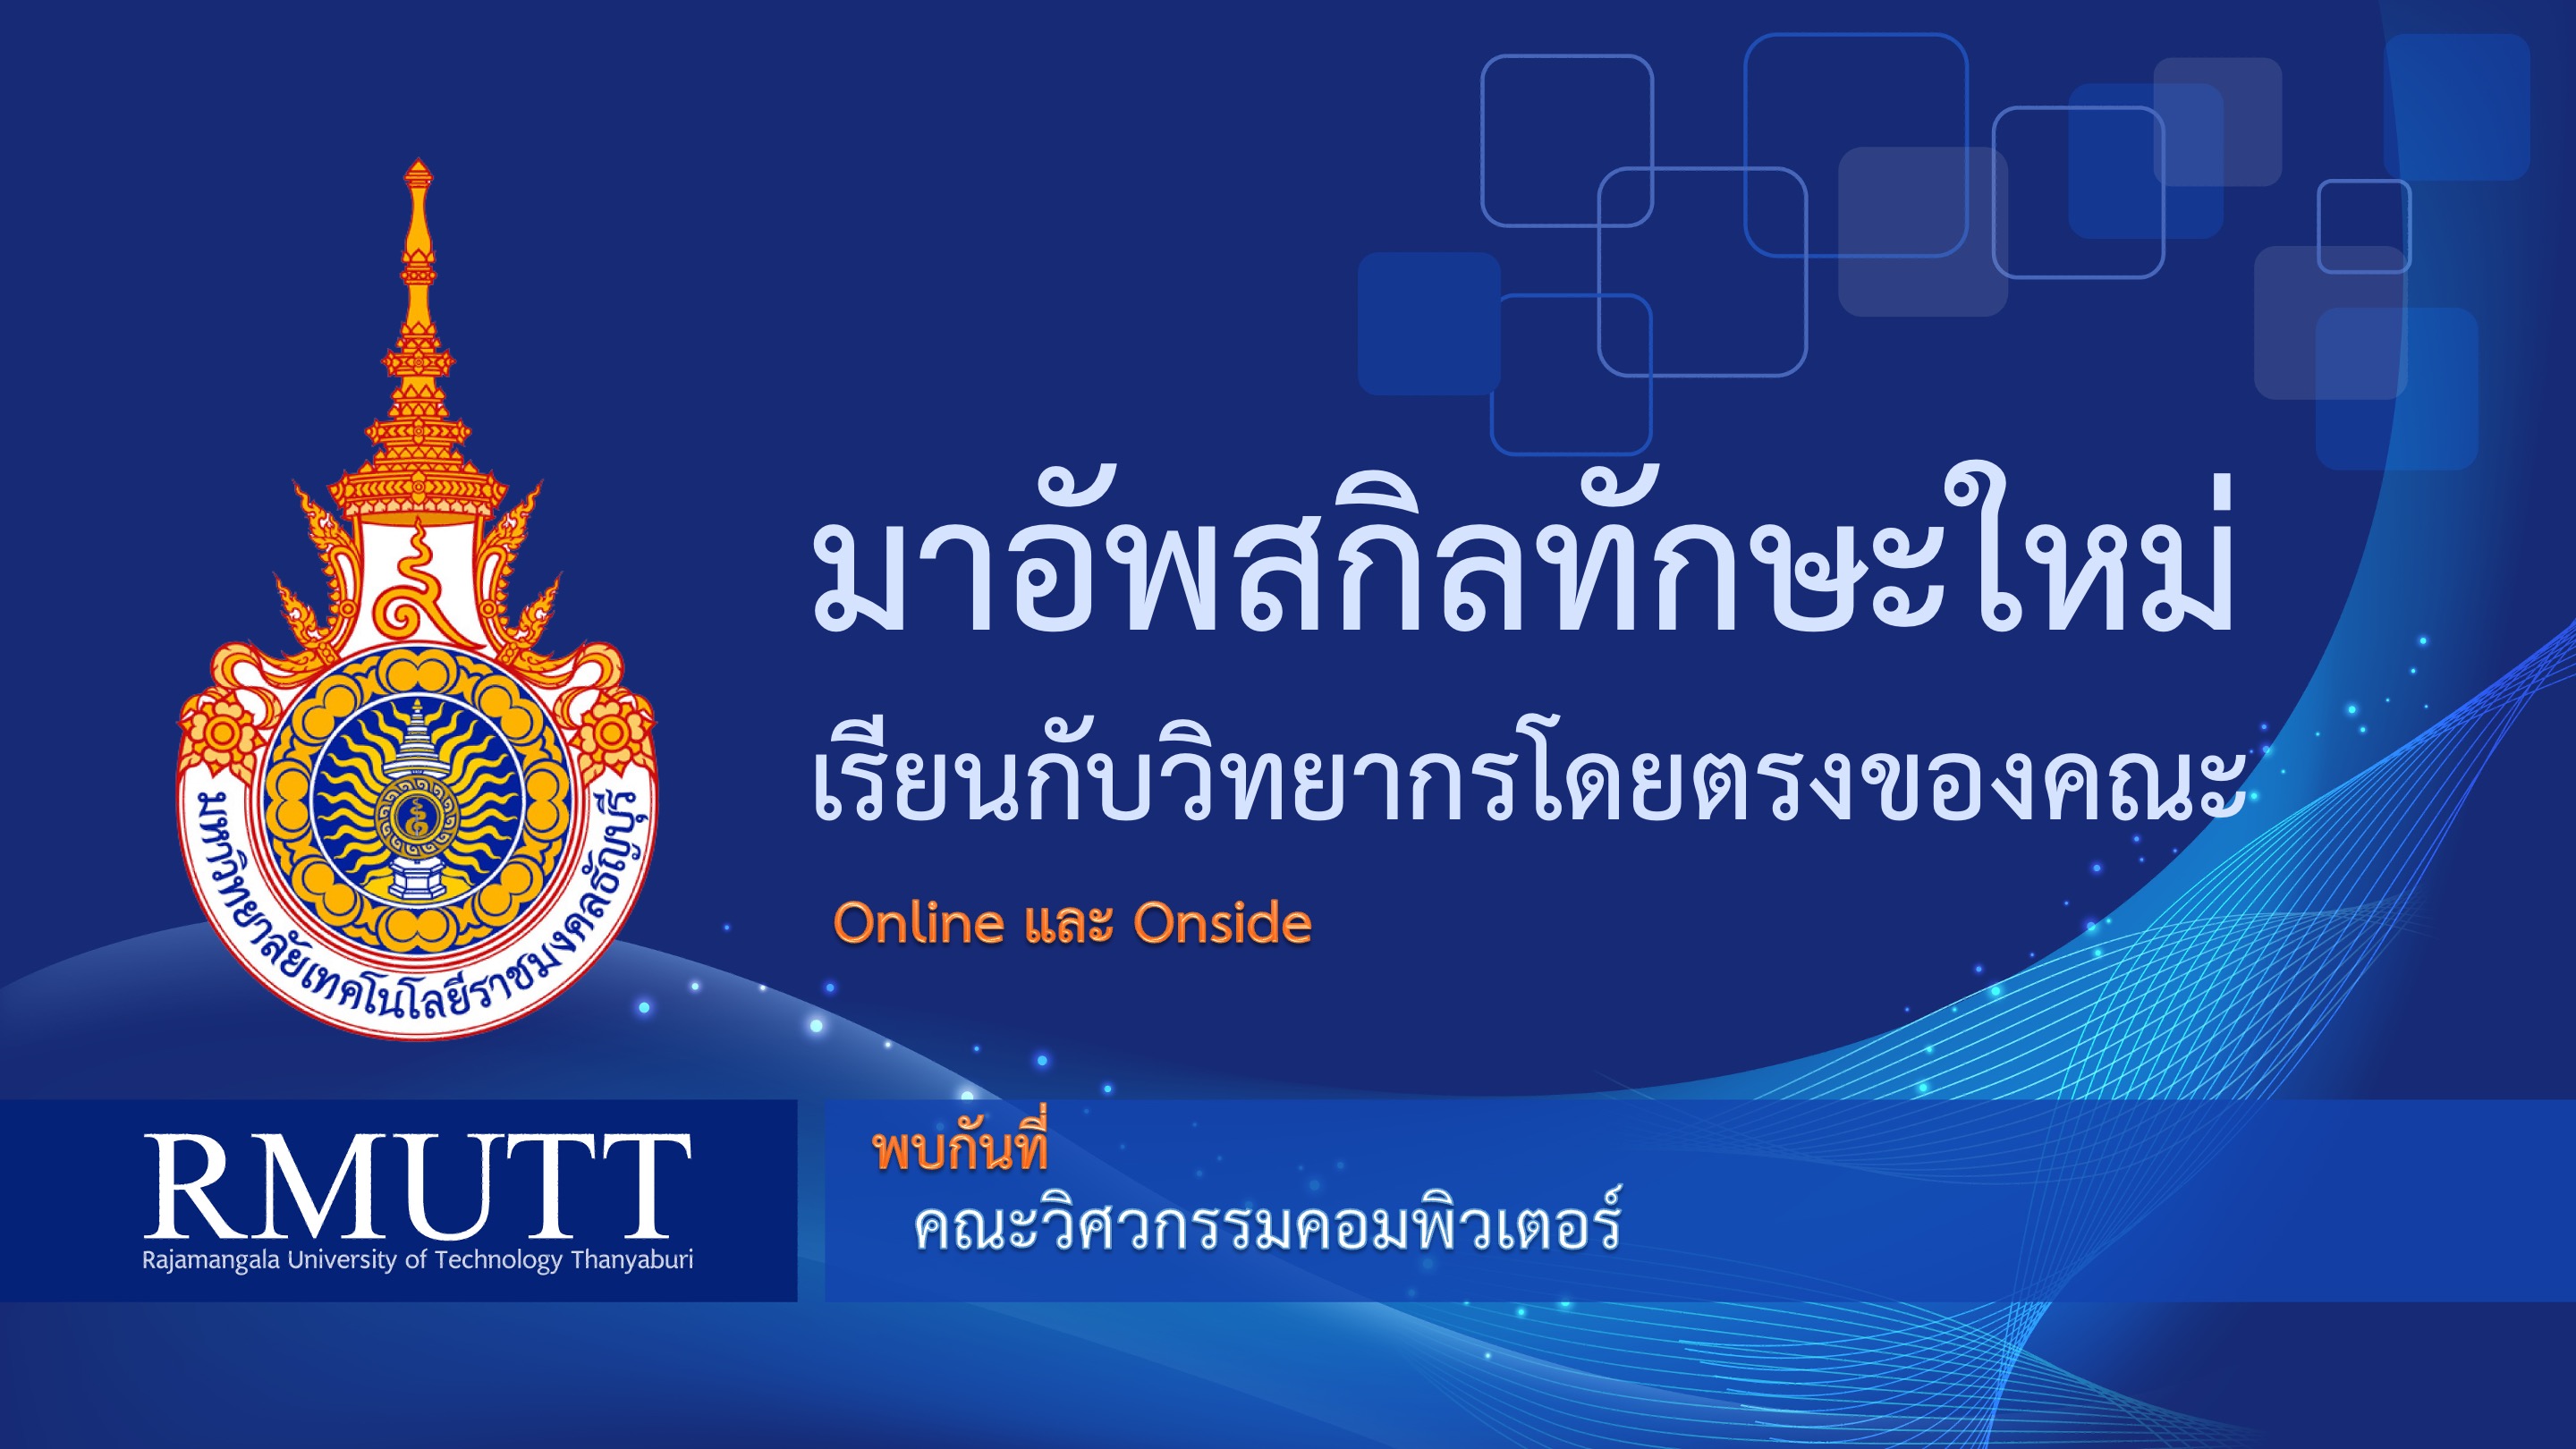 มาอัพสกิลทักษะใหม่
เรียนกับวิทยากรโดยตรงของคณะ
Online และ Onside
มหาวิทยาลัยเทคโนโลยีราชมงคลธัญบุรี
RMUTT
Rajamangala University of Technology Thanyaburi
พบกันที่
คณะวิศวกรรมคอมพิวเตอร์